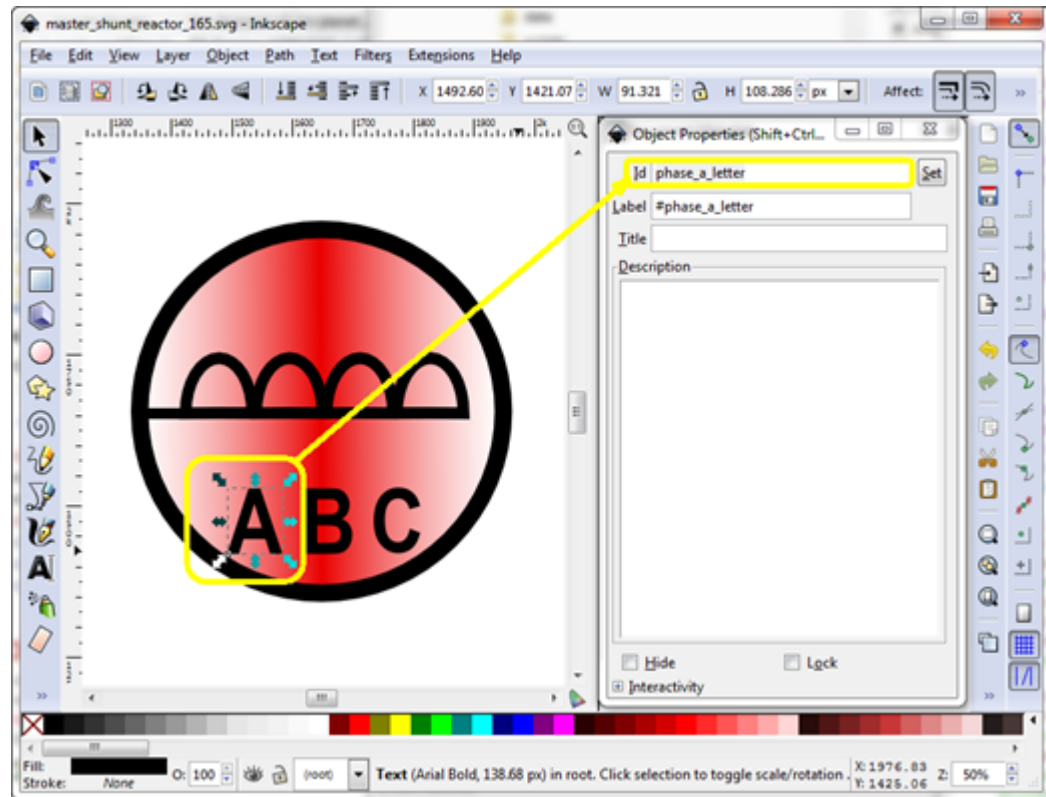 master_shunt_reactor_165.svg - Inkscape
File Edit View Layer Object Path Text Filters Extensions Help
X 1492.60 Y 1421.07 W 91.321 H 108.286 px Affect:
Object Properties (Shift+Ctrl...
Id phase_a_letter Set
Label #phase_a_letter
Title
Description
A B C
Hide Lock
Interactivity
Fill:
Stroke: None
O: 100 (root) Text (Arial Bold, 138.68 px) in root. Click selection to toggle scale/rotation .
X: 1976.83
Y: 1425.06
Z: 50%